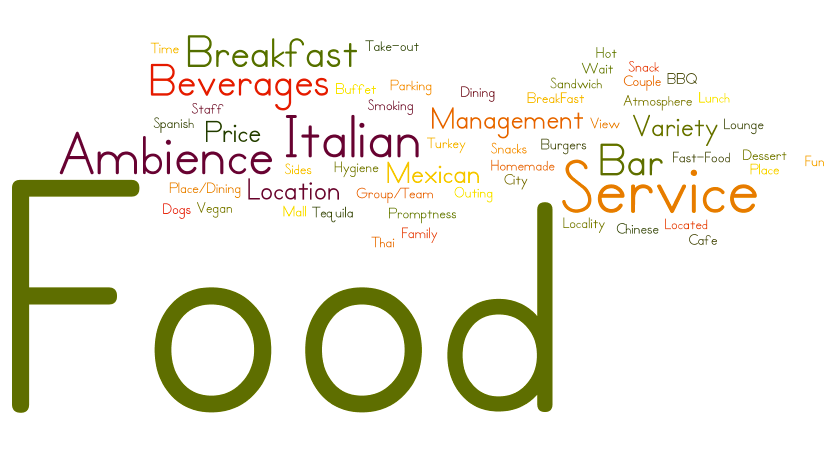 Time
Breakfast
Take-out
Hot
Wait
Snack
Beverages
Buffet
Parking
Dining
Sandwich
Couple
BBQ
Staff
Smoking
BreakFast
Atmosphere
Lunch
Spanish
Price
Italian
Management
View
Variety
Lounge
Ambience
Turkey
Snacks
Burgers
Bar
Fast-Food
Dessert
Fun
Sides
Hygiene
Mexican
Homemade
City
Service
Place
Place/Dining
Location
Group/Team
Outing
Dogs
Vegan
Mall
Tequila
Promptness
Locality
Chinese
Located
Thai
Family
Cafe
Food